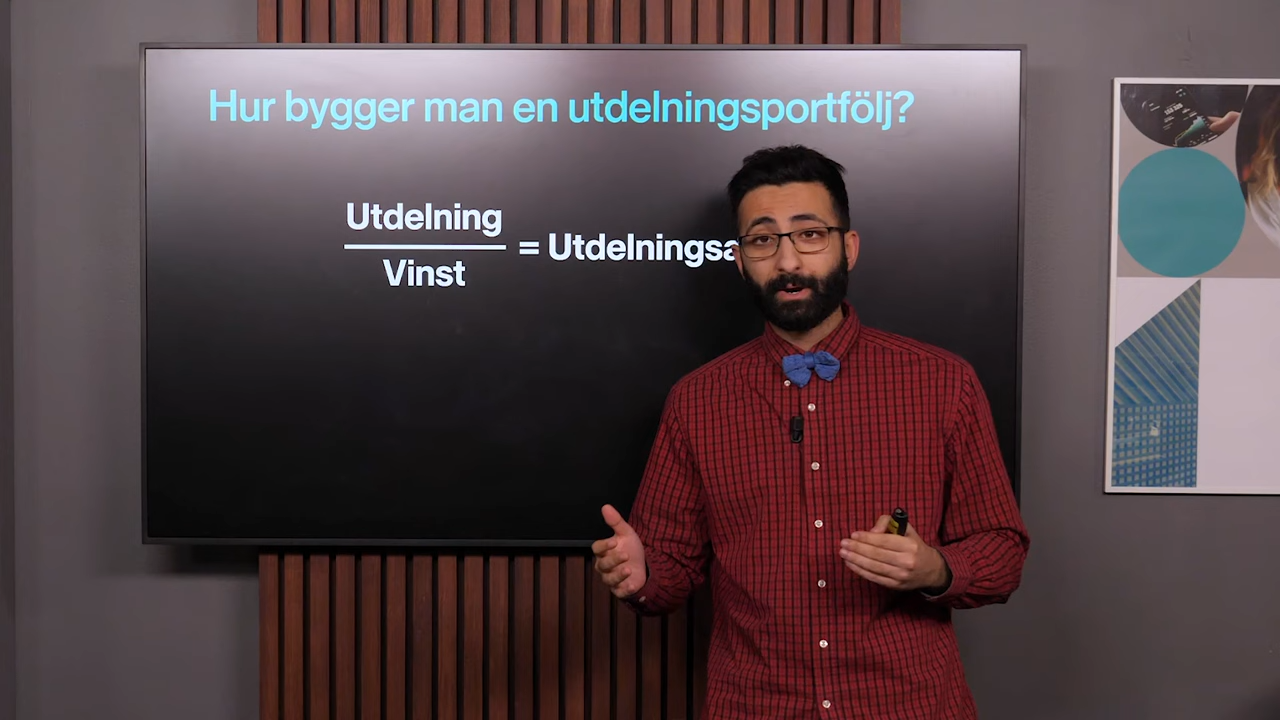 Hur bygger man en utdelningsportfölj?
Utdelning
Vinst
= Utdelningsa